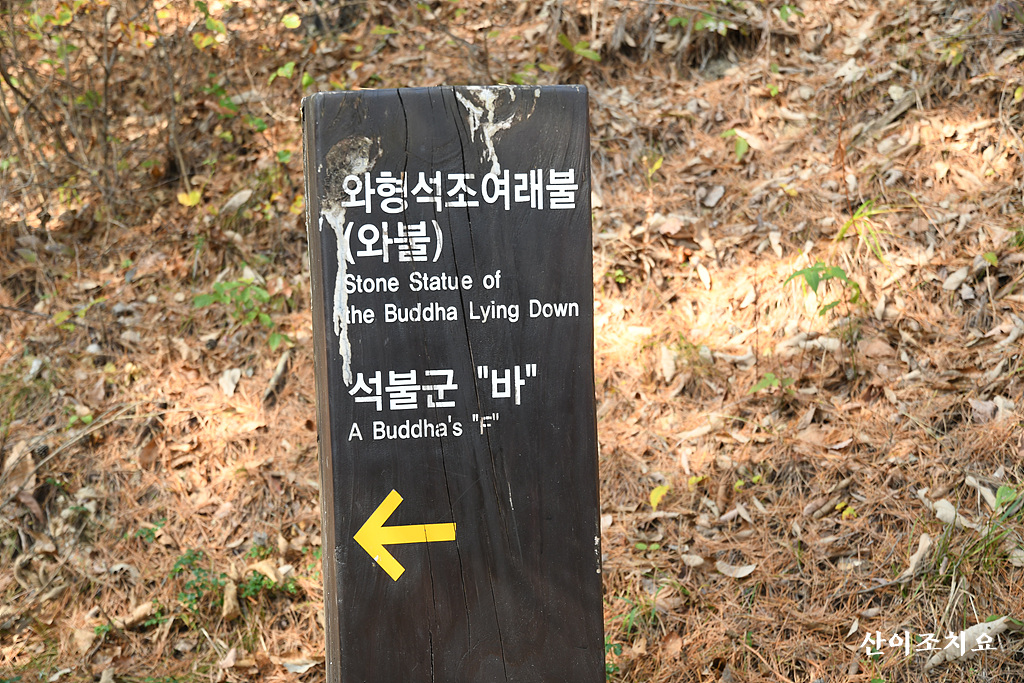 와형석조여래불
(와불)
Stone Statue of
the Buddha Lying Down
석불군 "바"
A Buddha's "F"
산이조치요